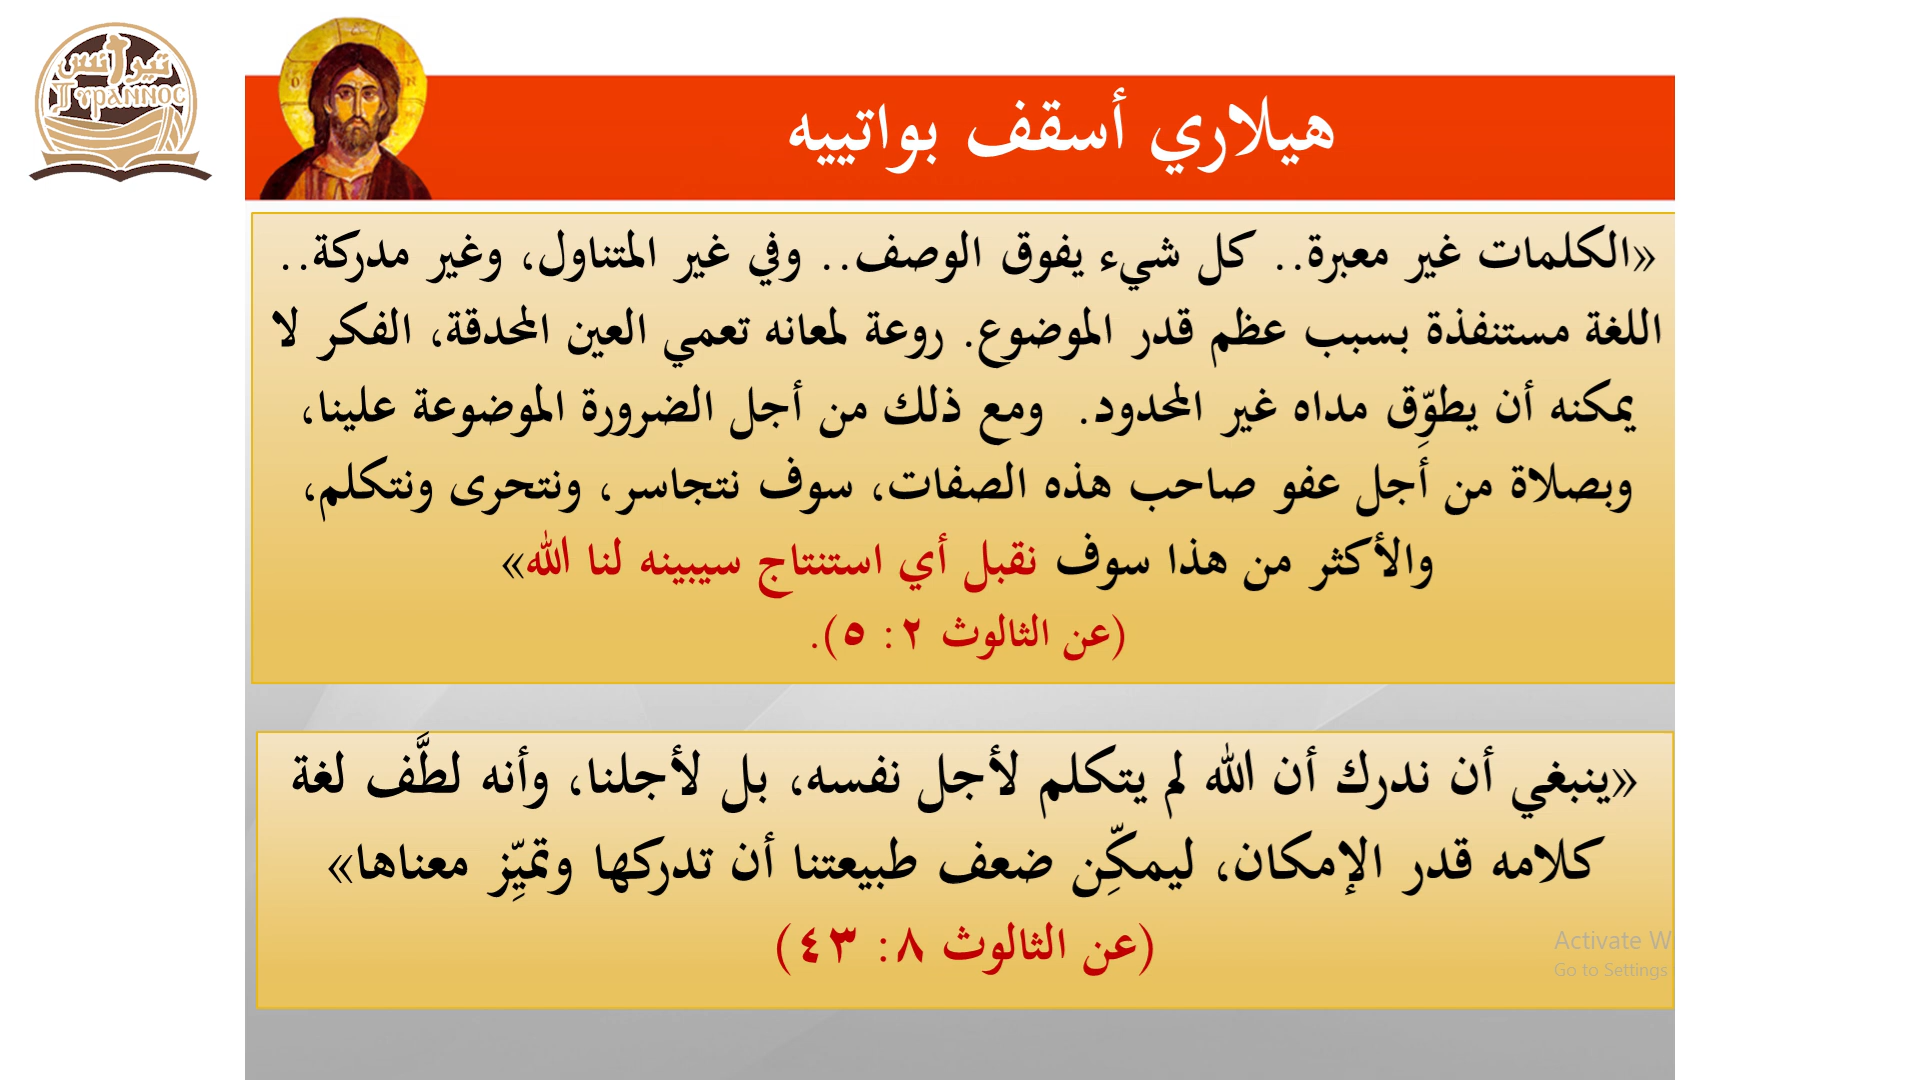 تيرانس
Τυραννος
هيلاري أسقف بواتييه
«الكلمات غير معبرة.. كل شيء يفوق الوصف.. وفي غير المتناول، وغير مدركة..
اللغة مستنفذة بسبب عظم قدر الموضوع. روعة لمعانه تعمي العين المحدقة، الفكر لا
يمكنه أن يطوِّق مداه غير المحدود. ومع ذلك من أجل الضرورة الموضوعة علينا،
وبصلاة من أجل عفو صاحب هذه الصفات، سوف نتجاسر، ونتحرى ونتكلم،
والأكثر من هذا سوف نقبل أي استنتاج سيبينه لنا الله»
(عن الثالوث ٢: ٥).
«ينبغي أن ندرك أن الله لم يتكلم لأجل نفسه، بل لأجلنا، وأنه لطَّف لغة
كلامه قدر الإمكان، ليمكِّن ضعف طبيعتنا أن تدركها وتميِّز معناها»
(عن الثالوث ٨: ٤٣)
Activate W
Go to Settings